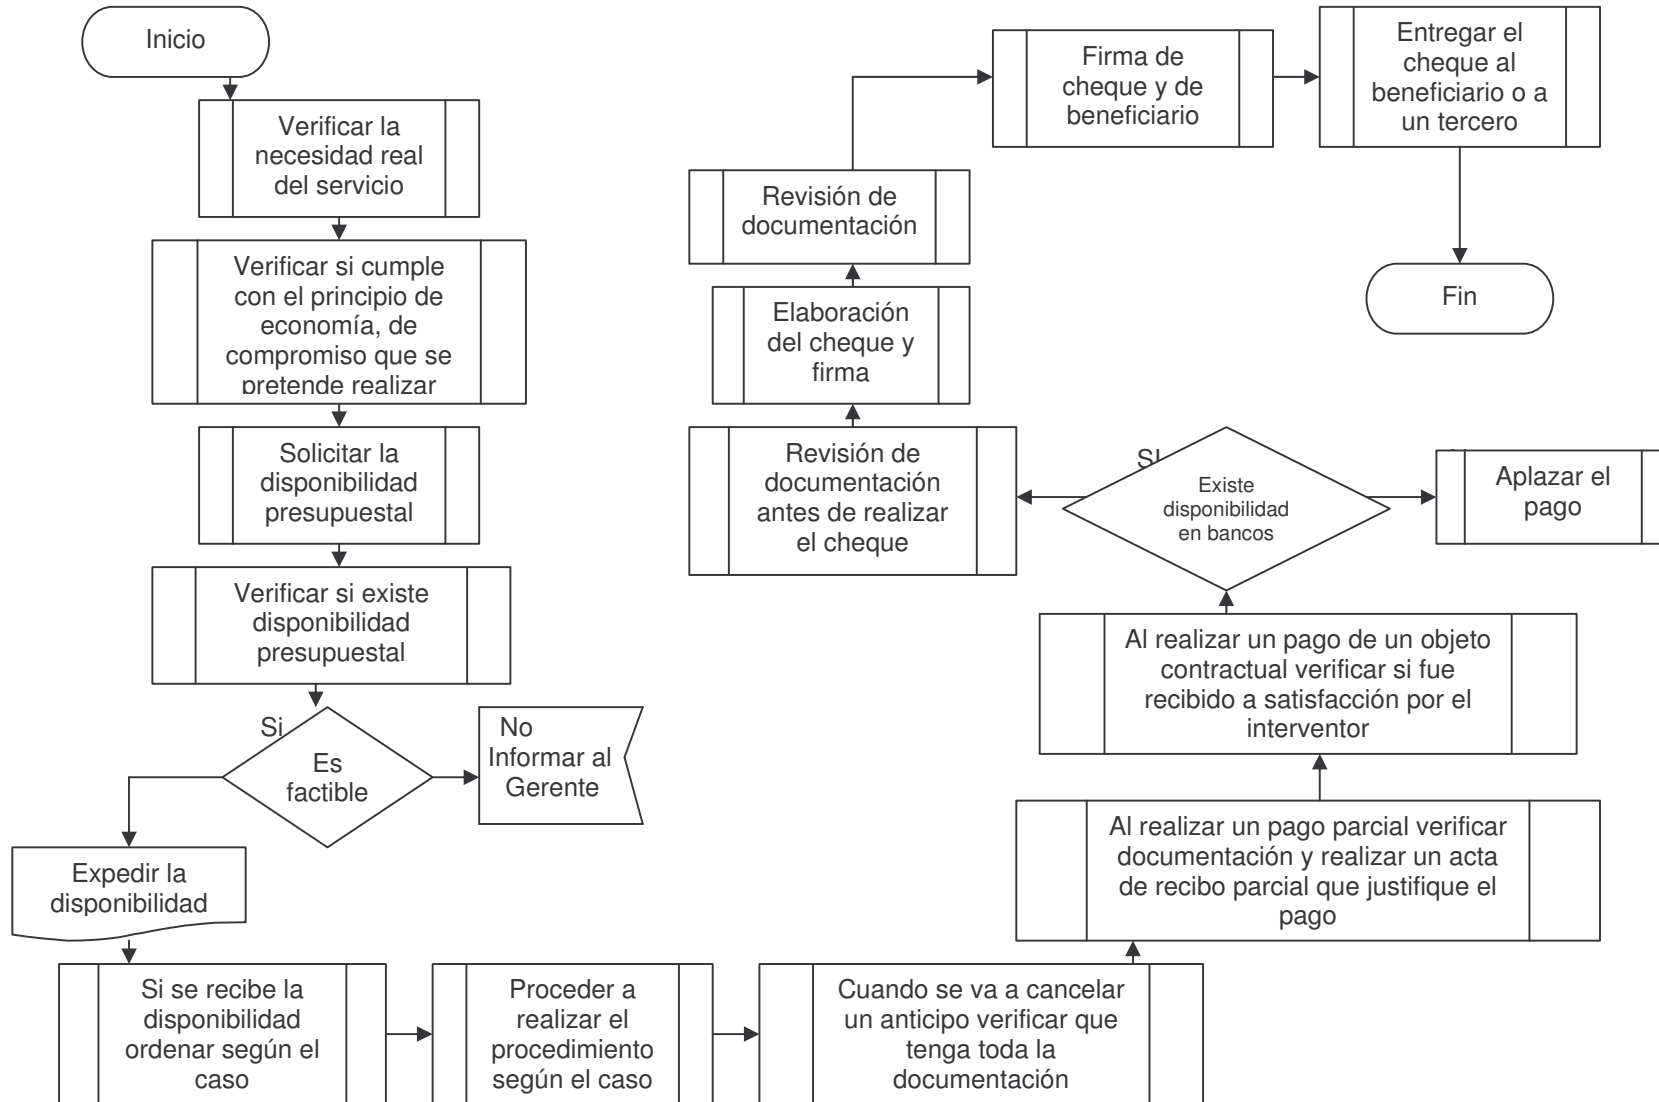 Inicio
Verificar la
necesidad real
del servicio
Verificar si cumple
con el principio de
economía, de
compromiso que se
pretende realizar
Solicitar la
disponibilidad
presupuestal
Verificar si existe
disponibilidad
presupuestal
Si
Es
factible
No
Informar al
Gerente
Expedir la
disponibilidad
Si se recibe la
disponibilidad
ordenar según el
caso
Proceder a
realizar el
procedimiento
según el caso
Cuando se va a cancelar
un anticipo verificar que
tenga toda la
documentación
Al realizar un pago parcial verificar
documentación y realizar un acta
de recibo parcial que justifique el
pago
Al realizar un pago de un objeto
contractual verificar si fue
recibido a satisfacción por el
interventor
Existe
disponibilidad
en bancos
SI
Aplazar el
pago
Revisión de
documentación
antes de realizar
el cheque
Elaboración
del cheque y
firma
Revisión de
documentación
Firma de
cheque y de
beneficiario
Entregar el
cheque al
beneficiario o a
un tercero
Fin